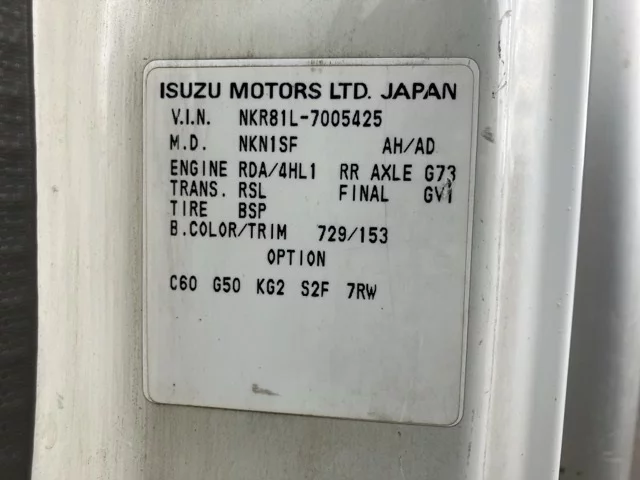 ISUZU MOTORS LTD. JAPAN
V.I.N. NKR81L-7005425
M.D. NKN1SF AH/AD
ENGINE RDA/4HL1 RR AXLE G73
TRANS. RSL FINAL GV1
TIRE BSP
B.COLOR/TRIM 729/153
OPTION
C60 G50 KG2 S2F 7RW